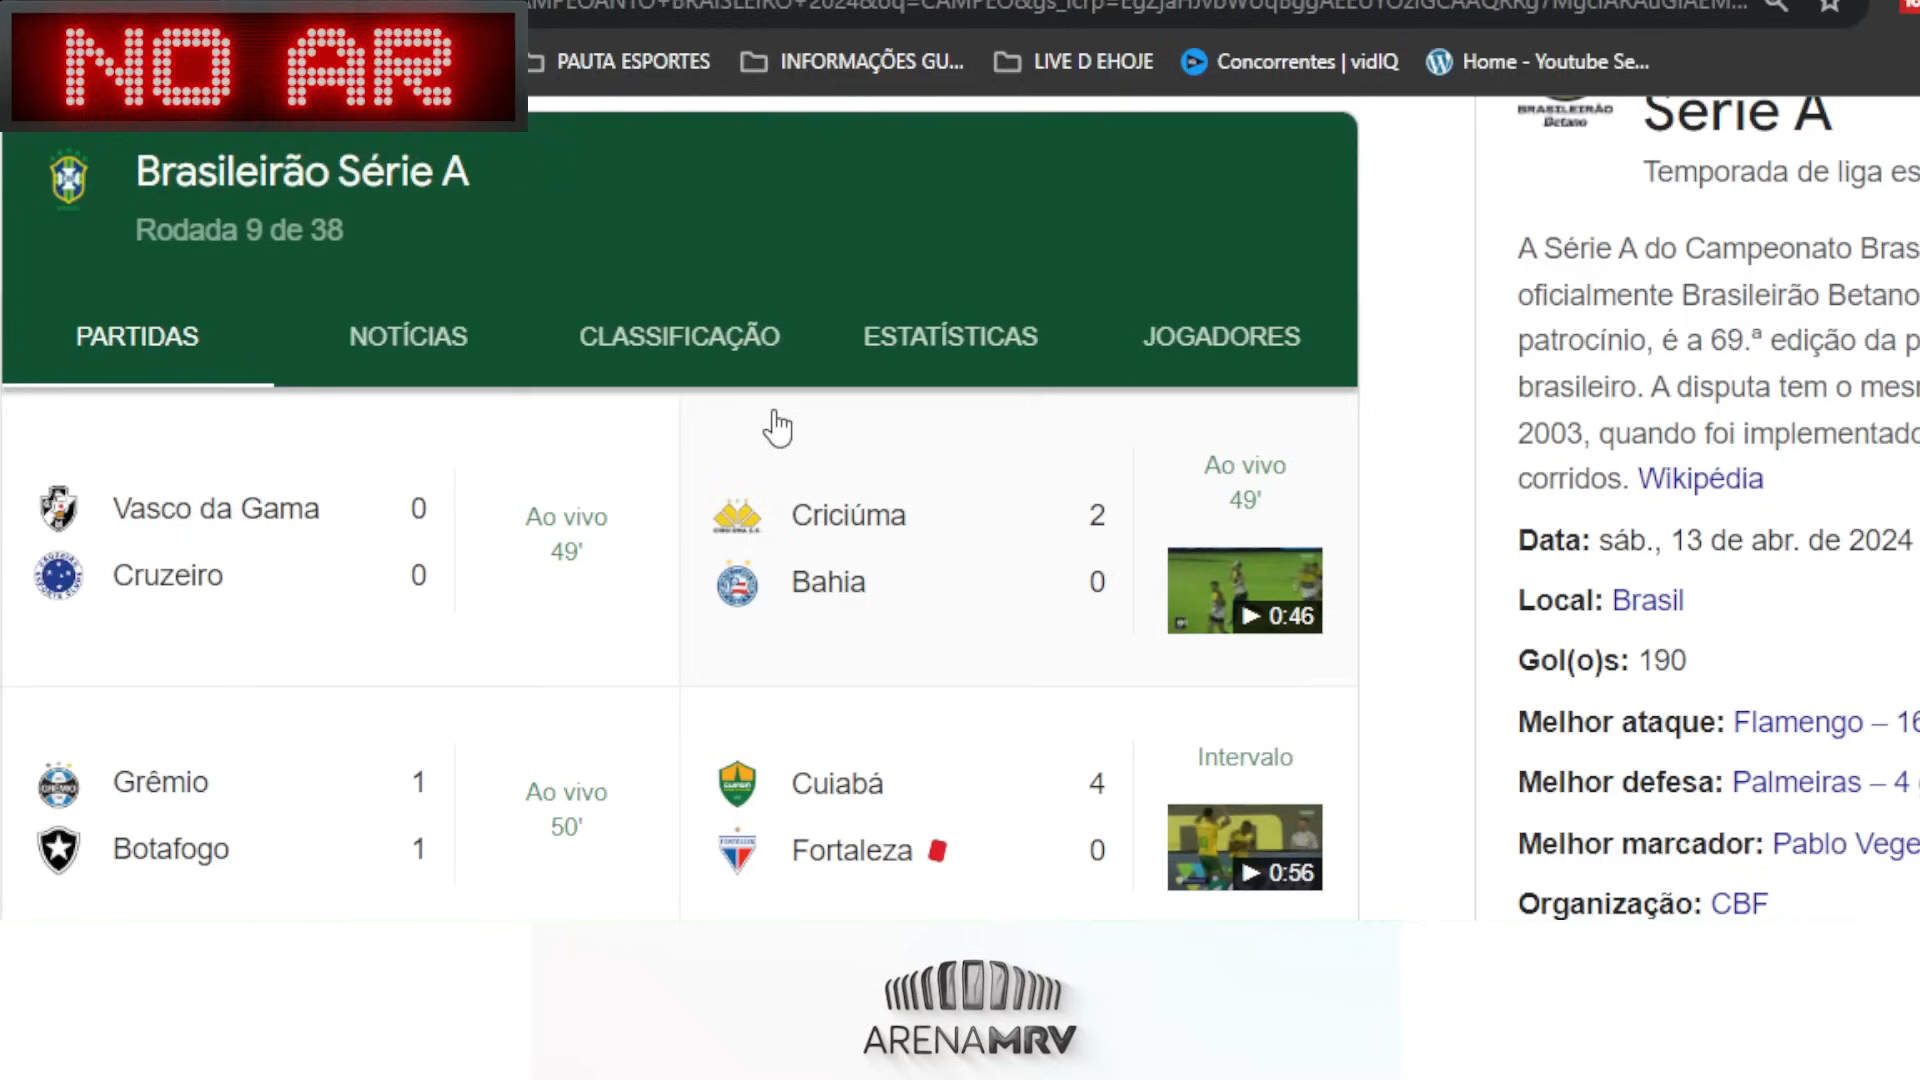 NO AR
PAUTA ESPORTES
INFORMAÇÕES GU...
LIVE D EHOJE
Concorrentes | vidIQ
Home - Youtube Se...
Brasileirão Série A
Rodada 9 de 38
PARTIDAS
NOTÍCIAS
CLASSIFICAÇÃO
ESTATÍSTICAS
JOGADORES
Vasco da Gama 0
Cruzeiro 0
Ao vivo
49'
Criciúma 2
Bahia 0
Ao vivo
49'
0:46
Grêmio 1
Botafogo 1
Ao vivo
50'
Cuiabá 4
Fortaleza 0
Intervalo
0:56
BRASILEIRÃO
Betano
Série A
Temporada de liga es
A Série A do Campeonato Bras
oficialmente Brasileirão Betano
patrocínio, é a 69.ª edição da p
brasileiro. A disputa tem o mesm
2003, quando foi implementado
corridos. Wikipédia
Data: sáb., 13 de abr. de 2024
Local: Brasil
Gol(o)s: 190
Melhor ataque: Flamengo – 16
Melhor defesa: Palmeiras – 4
Melhor marcador: Pablo Vege
Organização: CBF
ARENAMRV